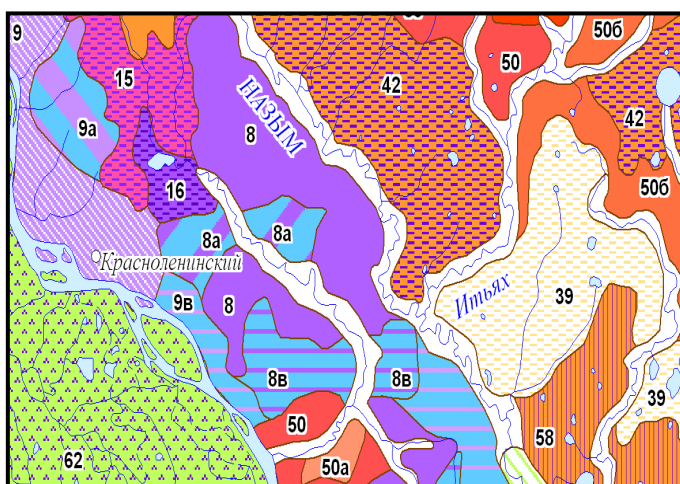 9
50б
50
15
42
НАЗЫМ
42
9а
8
16
50б
8а
8а
Красноленинский
Итьях
39
9в
8
8в
8в
39
50
58
62
50а